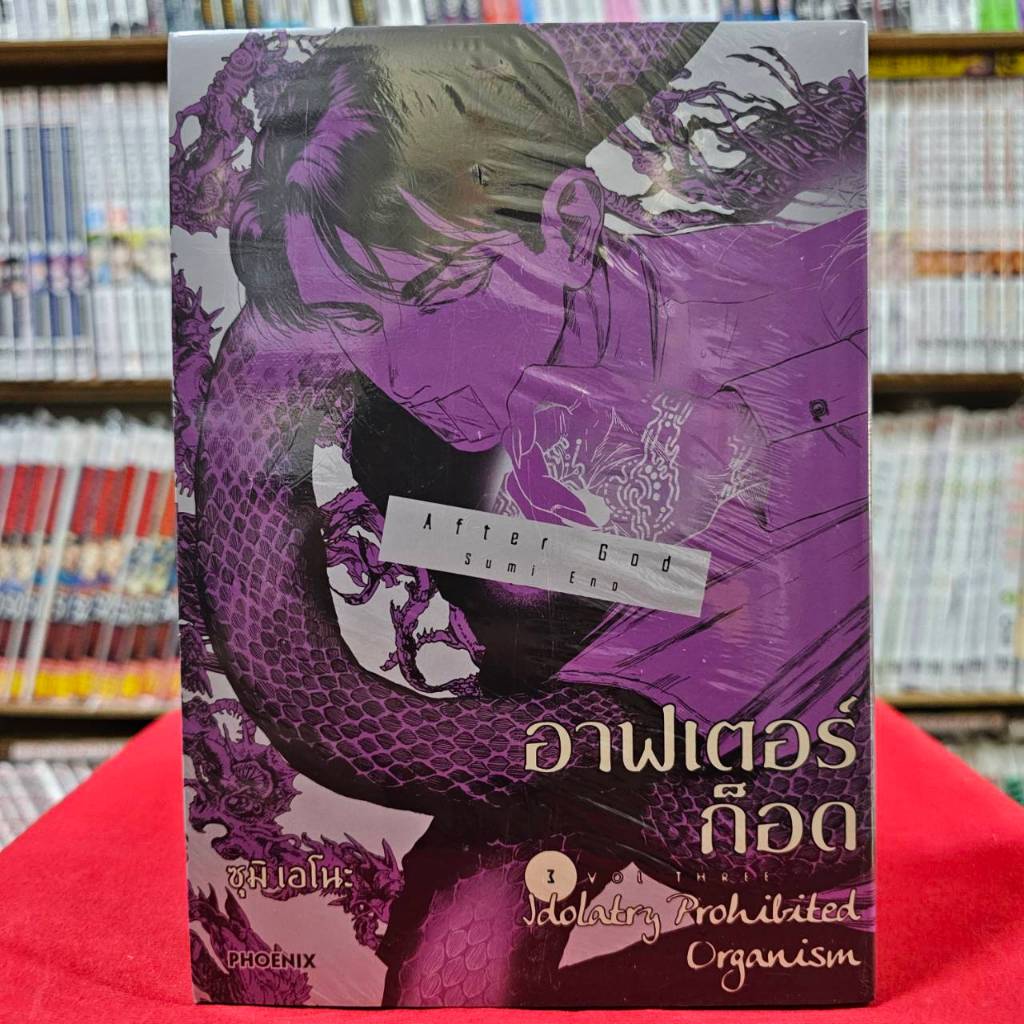 After God
Sumi Eno
อาฟเตอร์
ก็อด
3 VOL THREE
ซุมิ เอโนะ
Idolatry Prohibited
Organism
PHOENIX